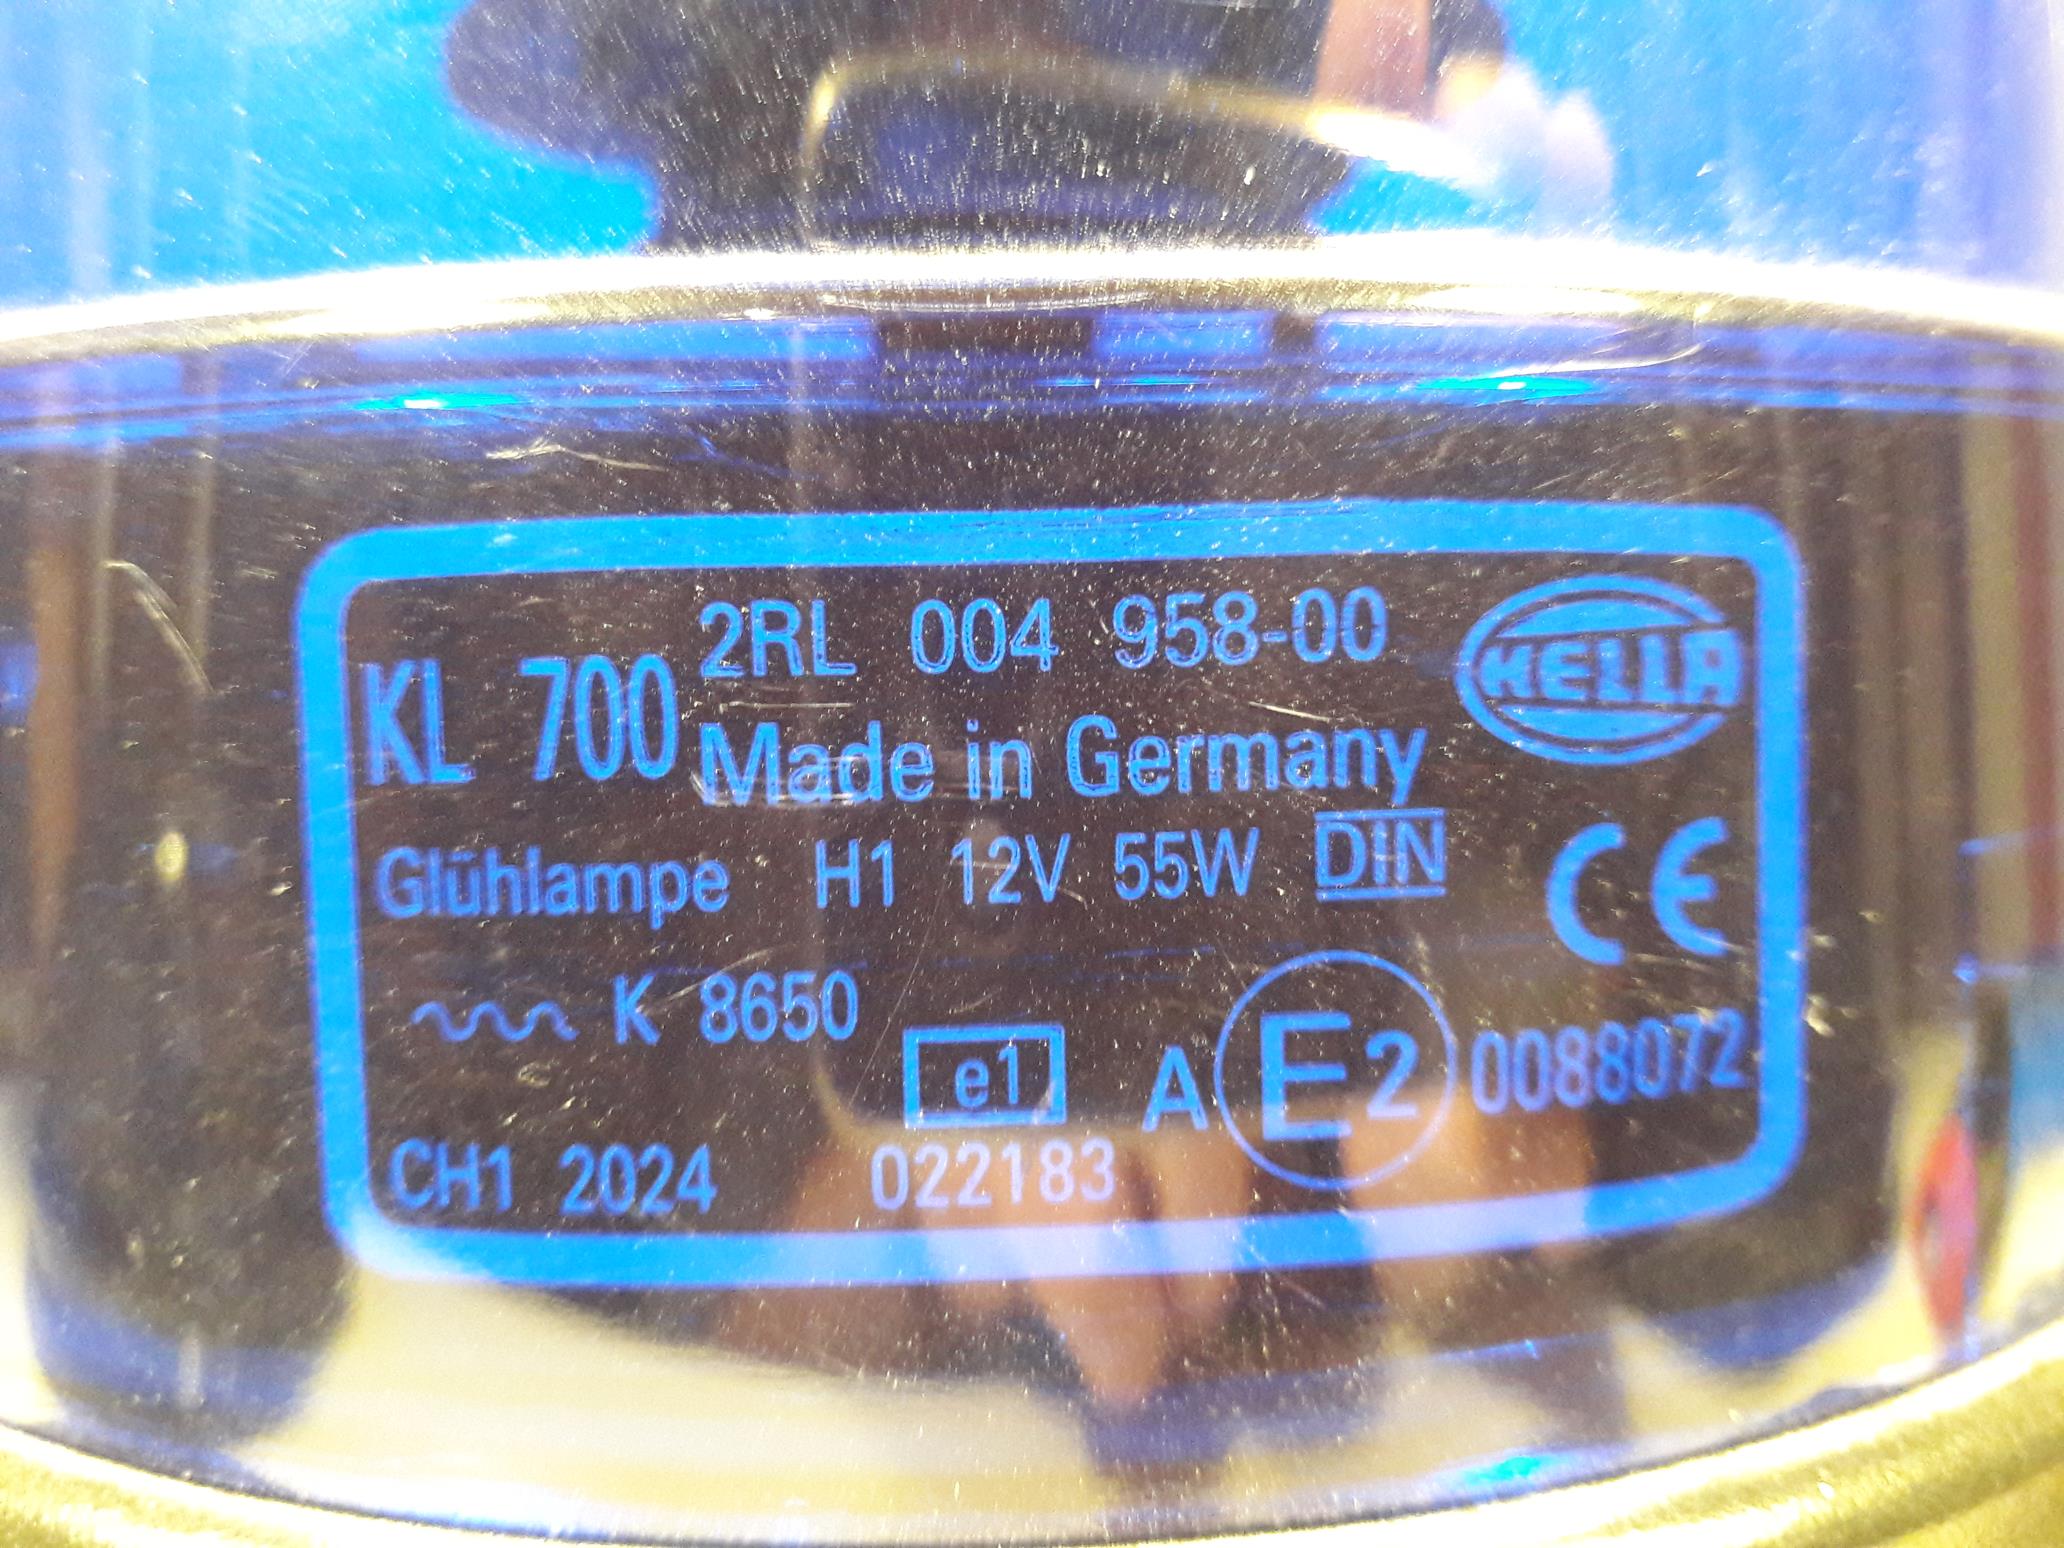 2RL 004 958-00
HELLA
KL 700
Made in Germany
Glühlampe H1 12V 55W DIN
CE
K 8650
e1
A E2 0088072
CH1 2024 022183